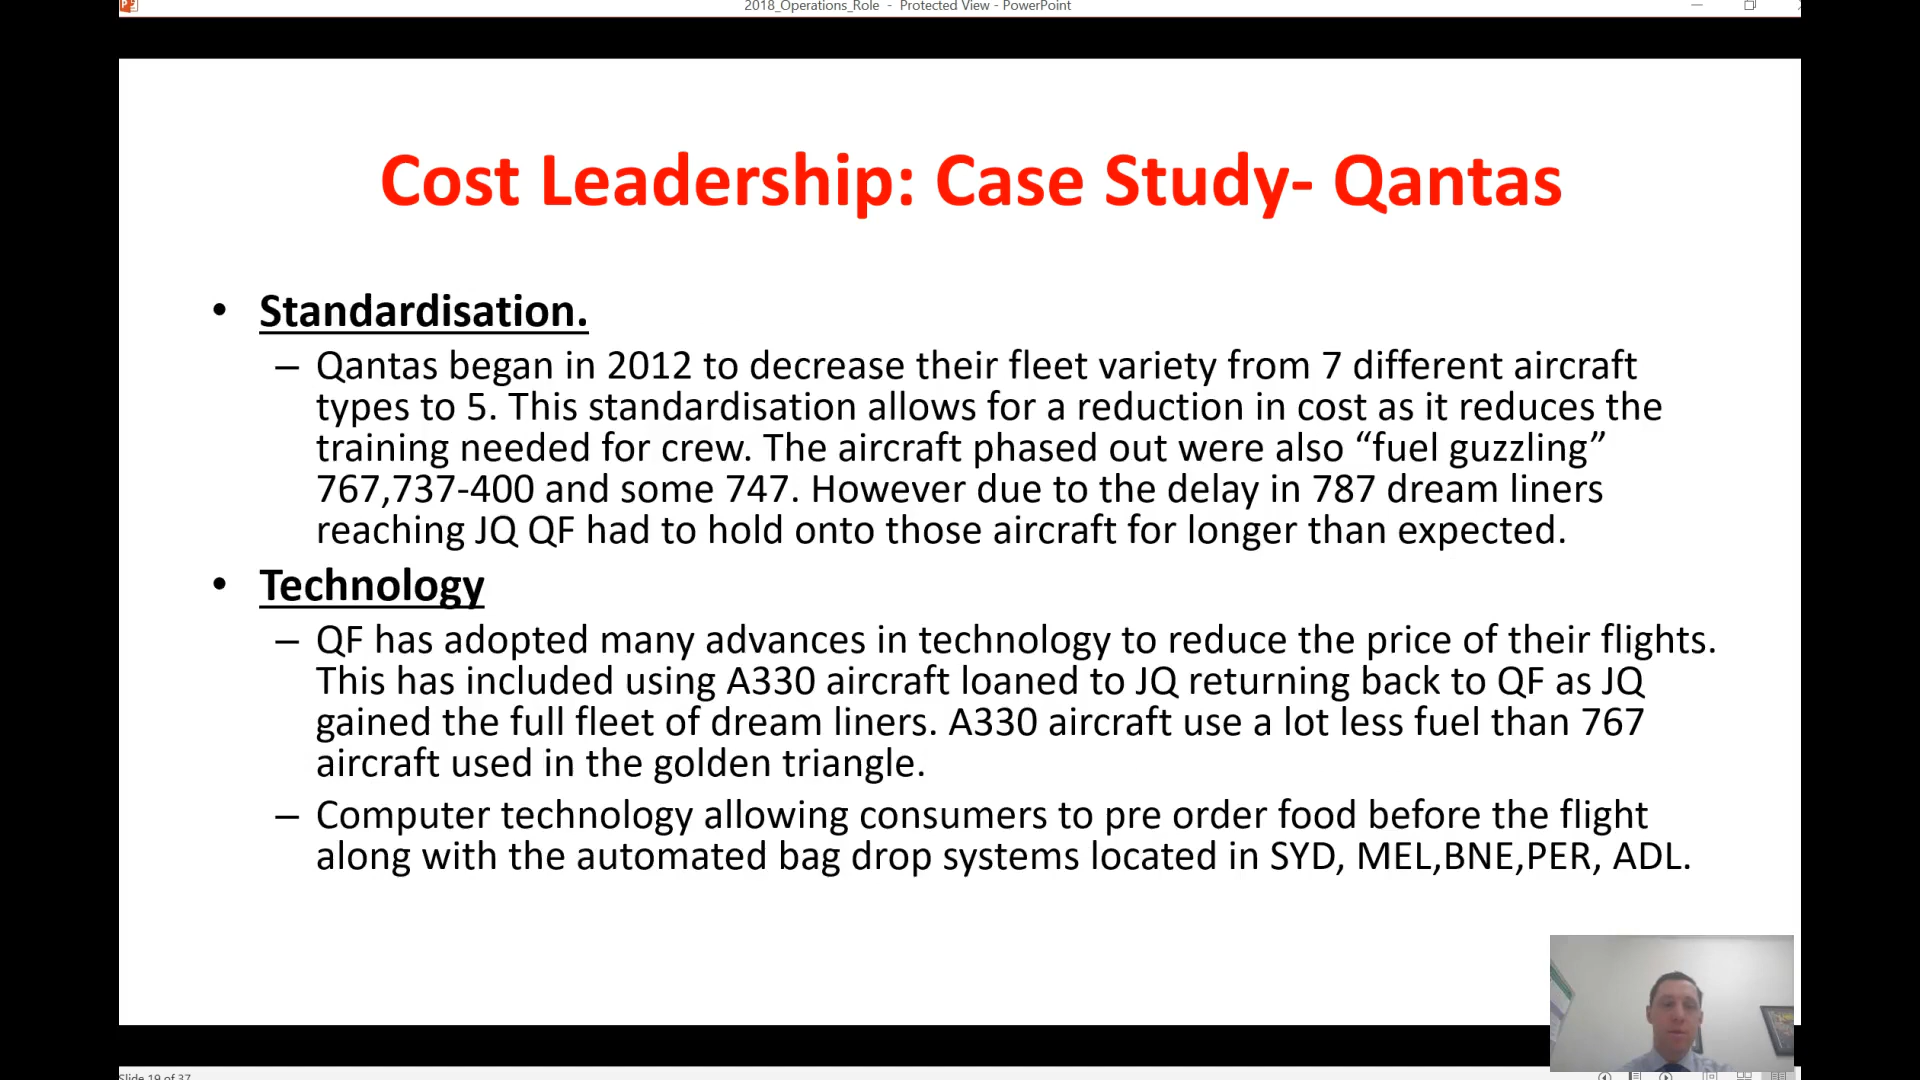 2018_Operations_Role - Protected View - PowerPoint
Cost Leadership: Case Study- Qantas
• Standardisation.
– Qantas began in 2012 to decrease their fleet variety from 7 different aircraft
types to 5. This standardisation allows for a reduction in cost as it reduces the
training needed for crew. The aircraft phased out were also “fuel guzzling”
767,737-400 and some 747. However due to the delay in 787 dream liners
reaching JQ QF had to hold onto those aircraft for longer than expected.
• Technology
– QF has adopted many advances in technology to reduce the price of their flights.
This has included using A330 aircraft loaned to JQ returning back to QF as JQ
gained the full fleet of dream liners. A330 aircraft use a lot less fuel than 767
aircraft used in the golden triangle.
– Computer technology allowing consumers to pre order food before the flight
along with the automated bag drop systems located in SYD, MEL,BNE,PER, ADL.
Slide 19 of 37